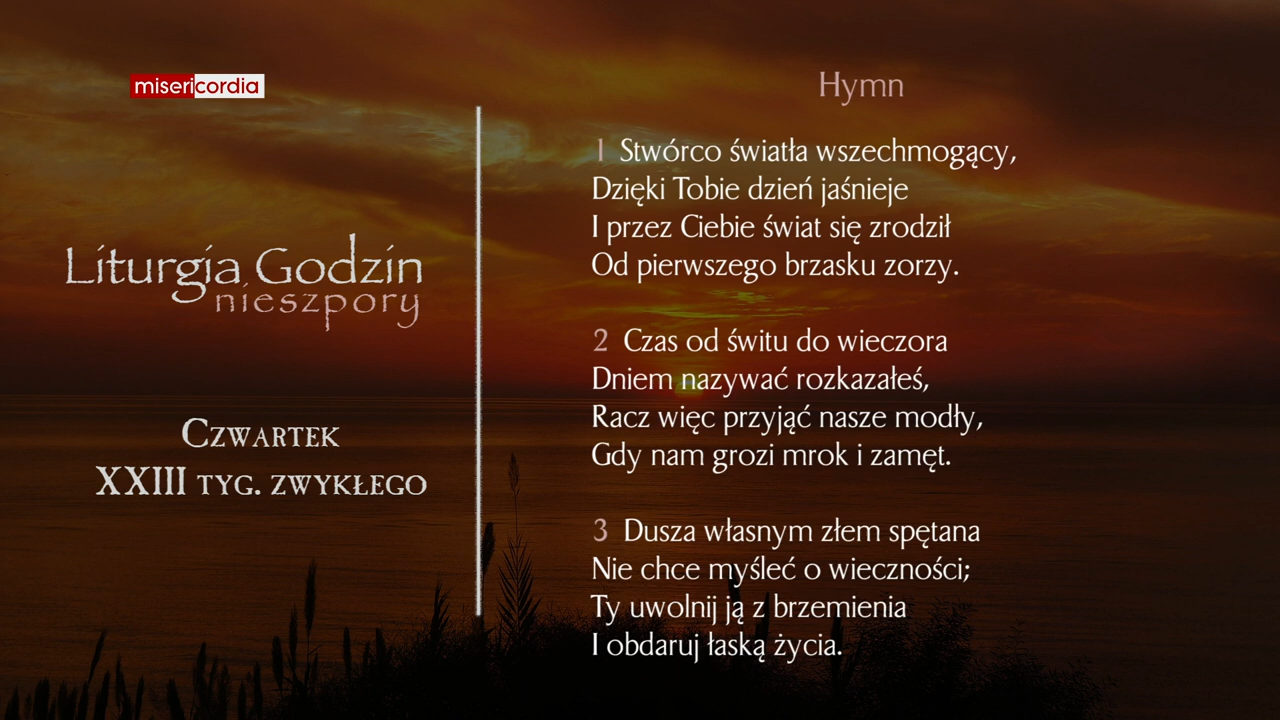 misericordia
Liturgia Godzin
nieszpory
Czwartek
XXIII tyg. zwykłego
Hymn
1 Stwórco światła wszechmogący,
Dzięki Tobie dzień jaśnieje
I przez Ciebie świat się zrodził
Od pierwszego brzasku zorzy.
2 Czas od świtu do wieczora
Dniem nazywać rozkazałeś,
Racz więc przyjąć nasze modły,
Gdy nam grozi mrok i zamęt.
3 Dusza własnym złem spętana
Nie chce myśleć o wieczności;
Ty uwolnij ją z brzemienia
I obdaruj łaską życia.